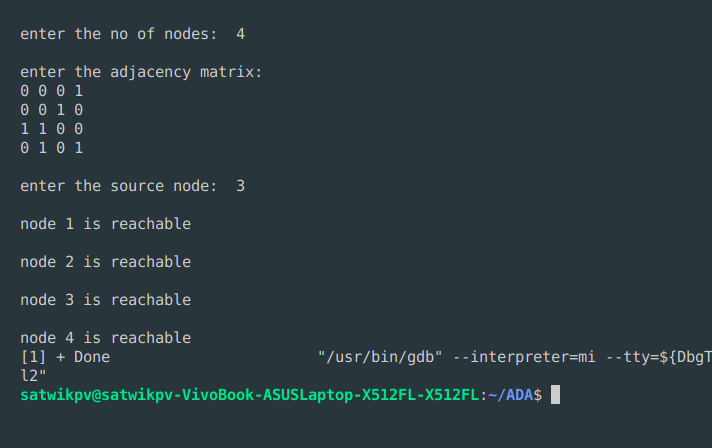 enter the no of nodes:  4
enter the adjacency matrix:
0 0 0 1
0 0 1 0
1 1 0 0
0 1 0 1
enter the source node:  3
node 1 is reachable
node 2 is reachable
node 3 is reachable
node 4 is reachable
[1] + Done                       "/usr/bin/gdb" --interpreter=mi --tty=${DbgT
l2"
satwikpv@satwikpv-VivoBook-ASUSLaptop-X512FL-X512FL:~/ADA$